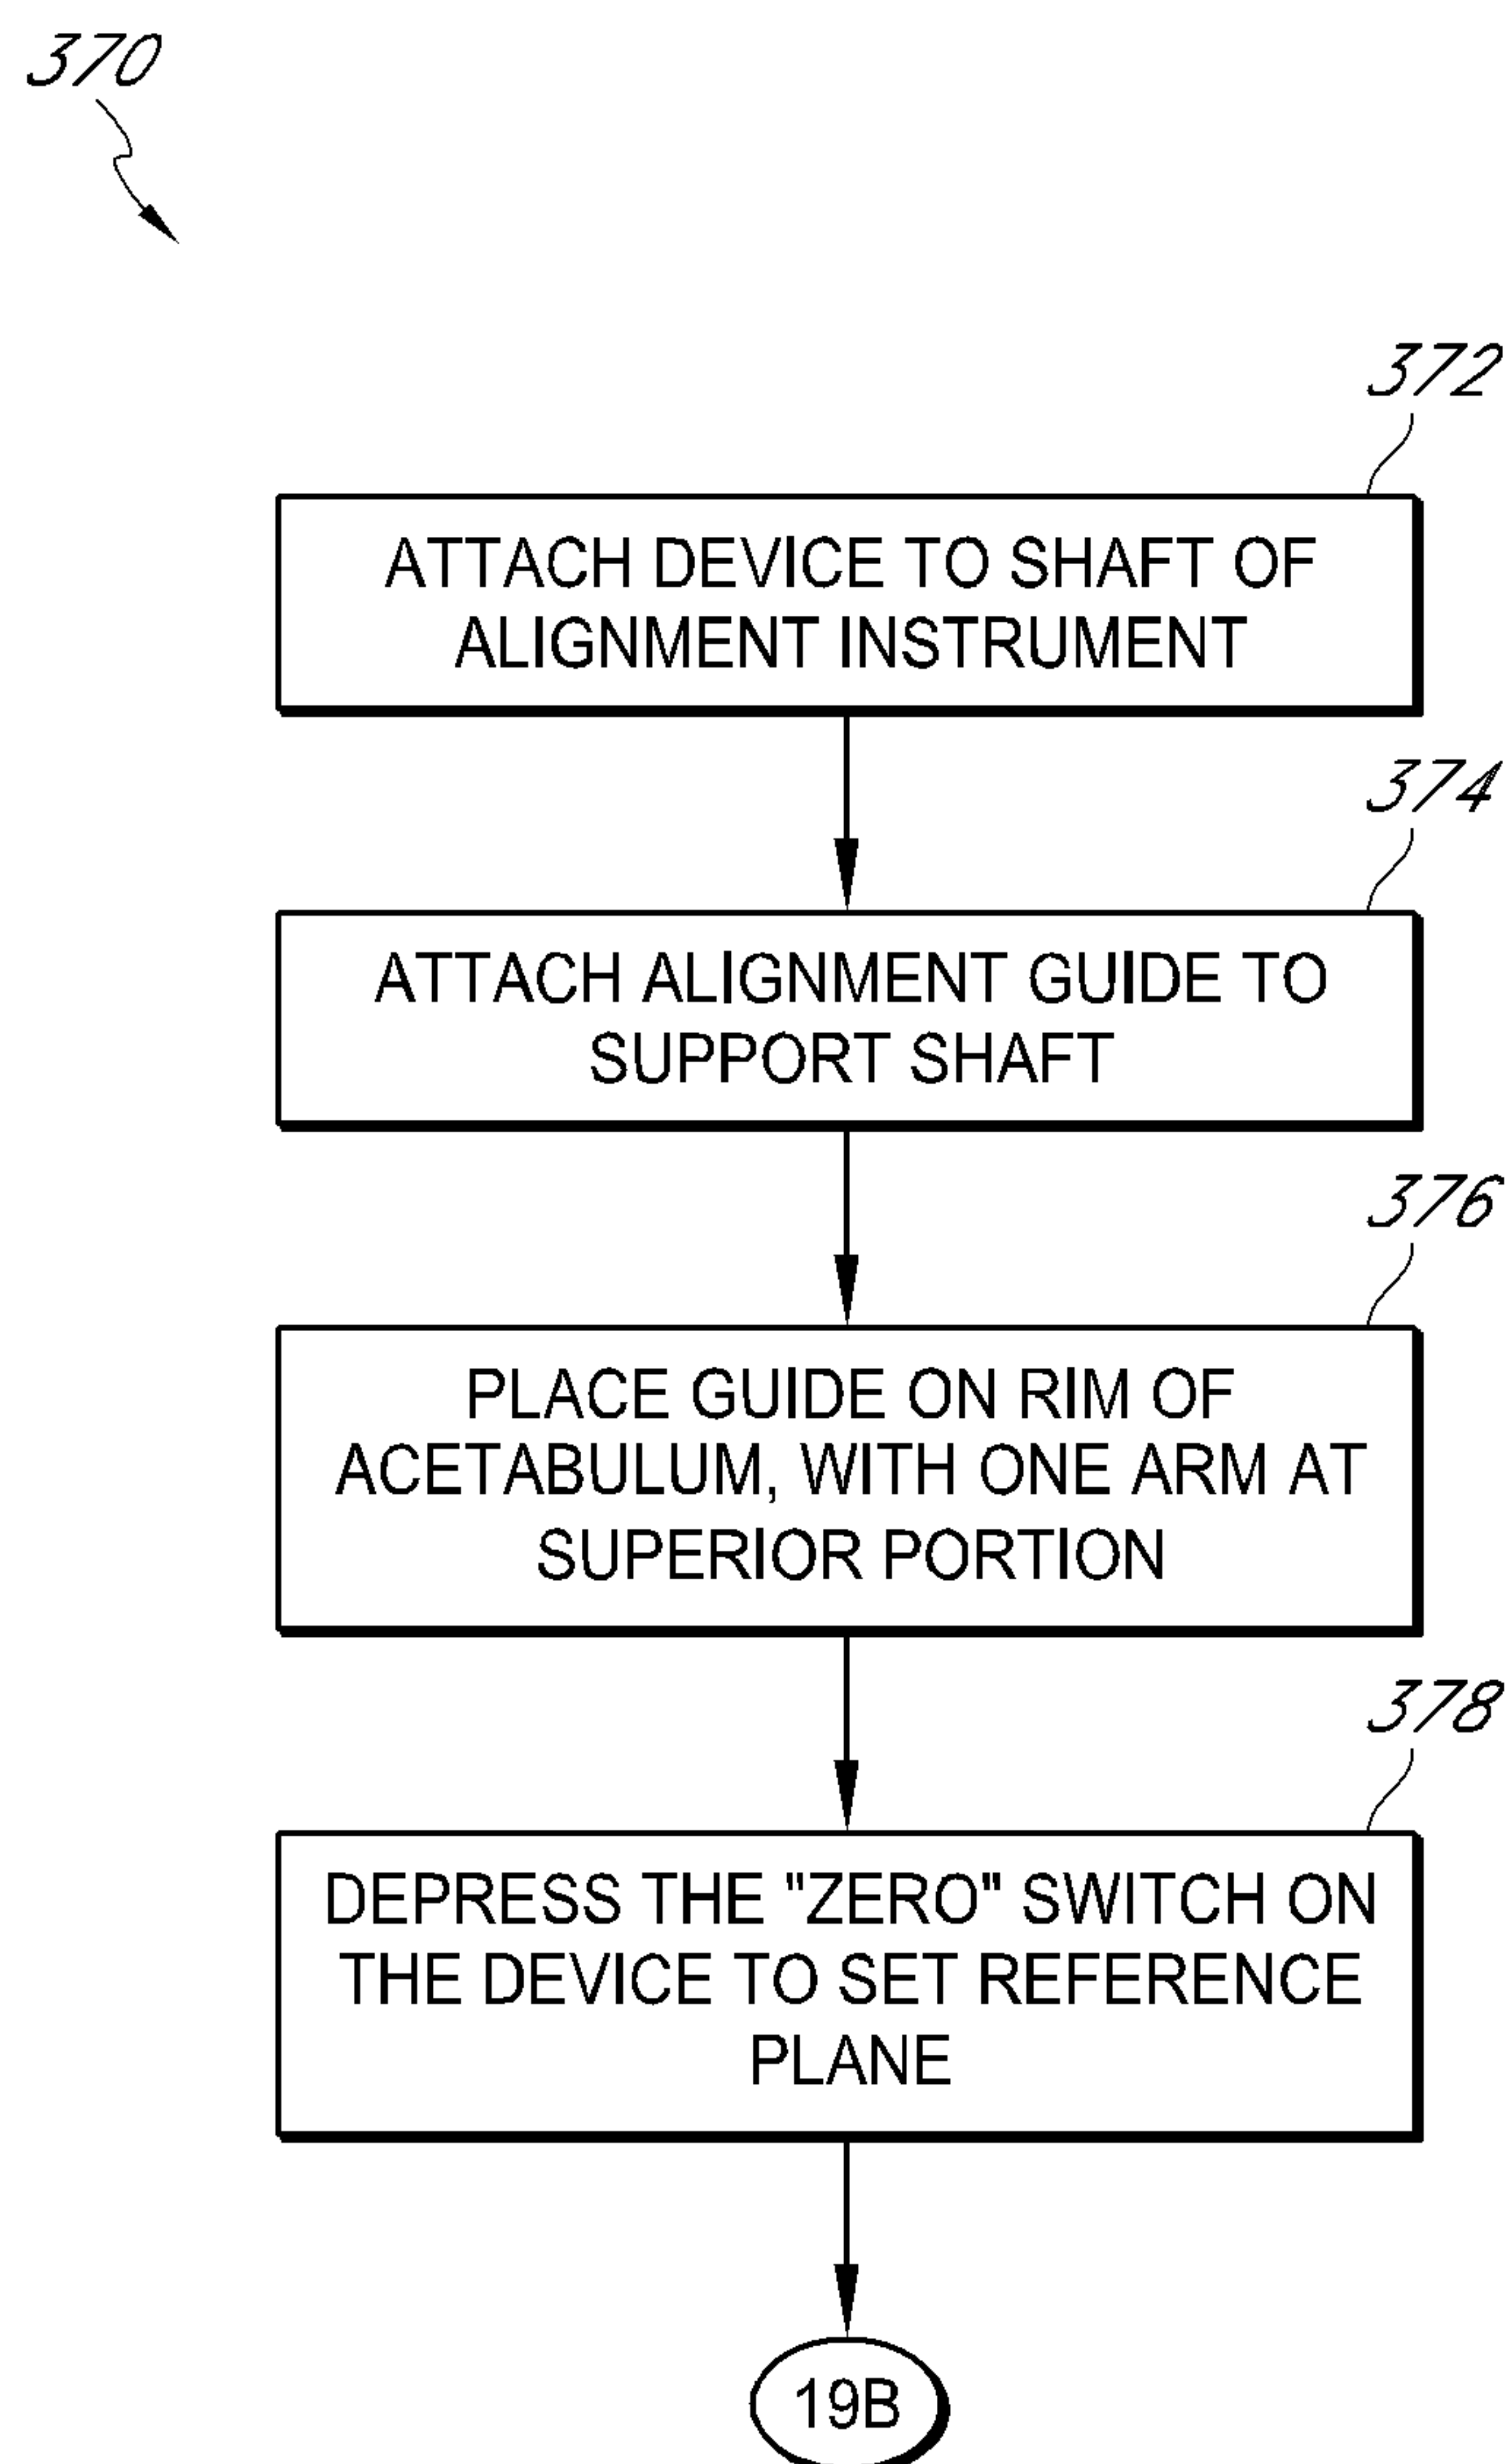 370
372
ATTACH DEVICE TO SHAFT OF
ALIGNMENT INSTRUMENT
374
ATTACH ALIGNMENT GUIDE TO
SUPPORT SHAFT
376
PLACE GUIDE ON RIM OF
ACETABULUM, WITH ONE ARM AT
SUPERIOR PORTION
378
DEPRESS THE "ZERO" SWITCH ON
THE DEVICE TO SET REFERENCE
PLANE
19B